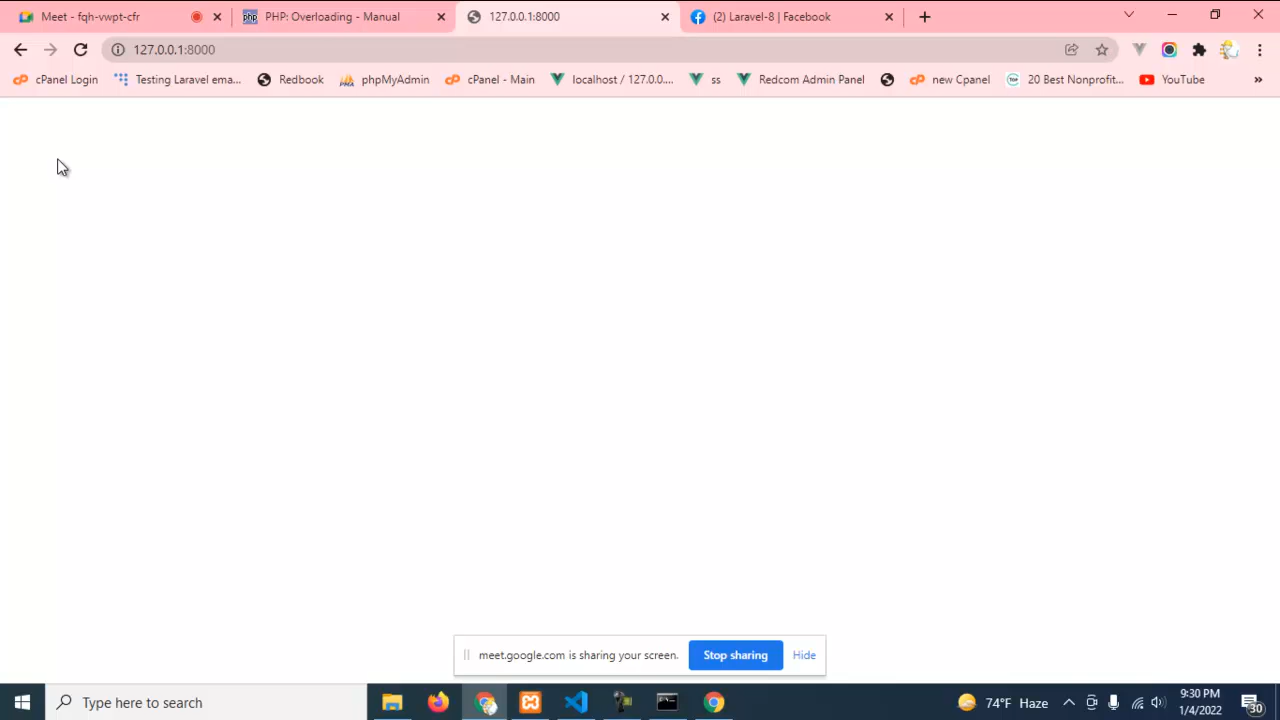 Meet - fqh-vwpt-cfr
PHP: Overloading - Manual
127.0.0.1:8000
(2) Laravel-8 | Facebook
127.0.0.1:8000
cPanel Login
Testing Laravel ema...
Redbook
phpMyAdmin
cPanel - Main
localhost / 127.0.0....
ss
Redcom Admin Panel
new Cpanel
20 Best Nonprofit...
YouTube
meet.google.com is sharing your screen.
Stop sharing
Hide
Type here to search
74°F Haze
9:30 PM
1/4/2022
30